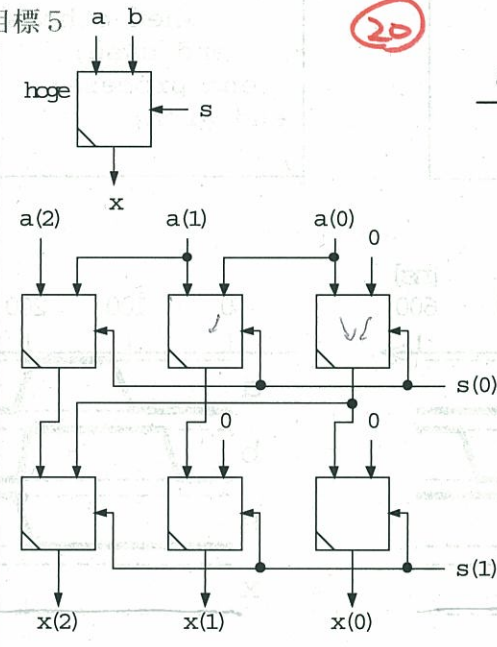 目標5
20
a b
hoge
s
x
a(2) a(1) a(0)
0
s(0)
0 0
s(1)
x(2) x(1) x(0)